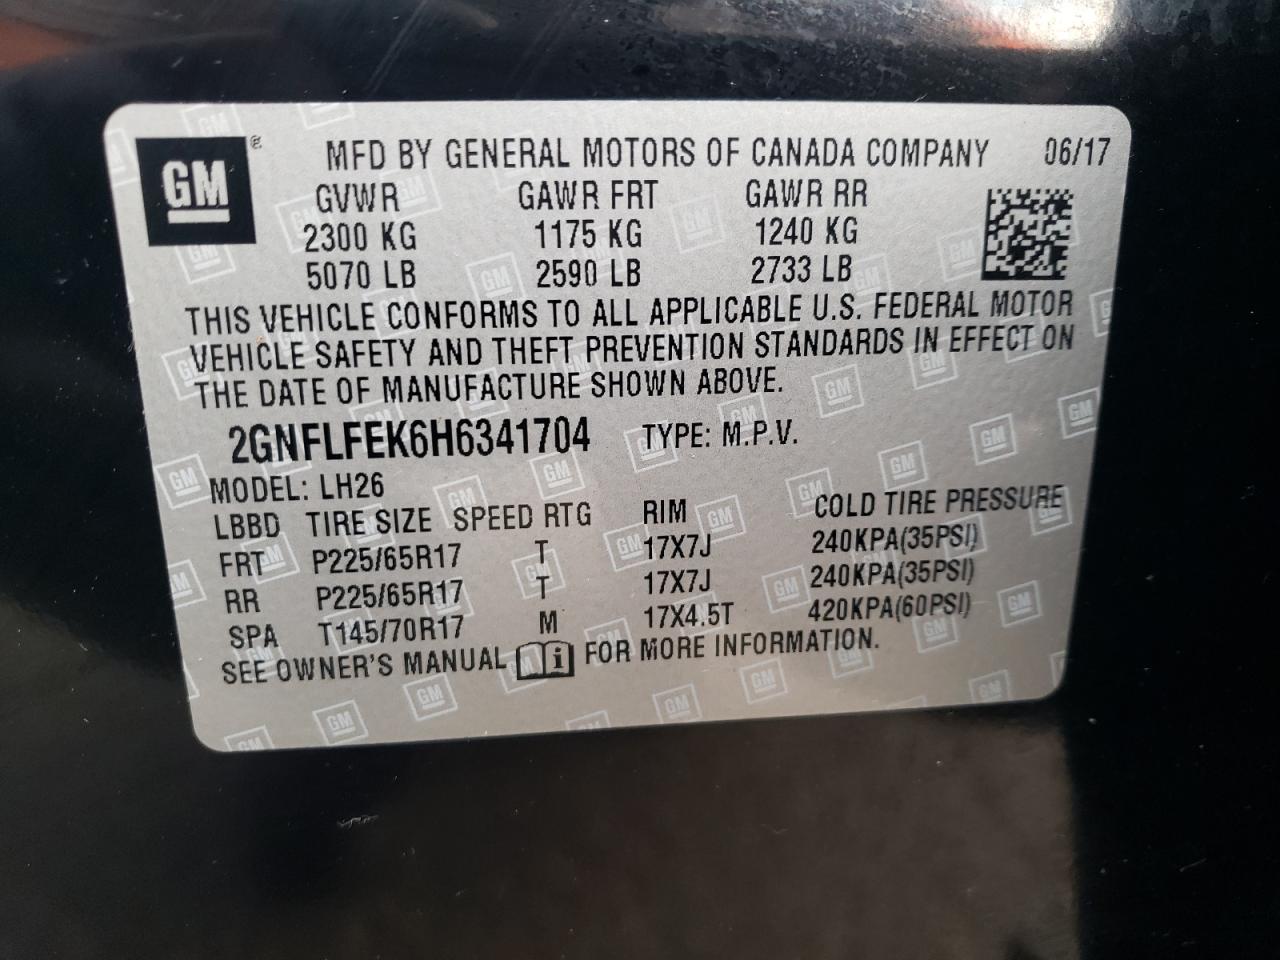 GM ® MFD BY GENERAL MOTORS OF CANADA COMPANY 06/17
GVWR GAWR FRT GAWR RR
2300 KG 1175 KG 1240 KG
5070 LB 2590 LB 2733 LB
THIS VEHICLE CONFORMS TO ALL APPLICABLE U.S. FEDERAL MOTOR
VEHICLE SAFETY AND THEFT PREVENTION STANDARDS IN EFFECT ON
THE DATE OF MANUFACTURE SHOWN ABOVE.
2GNFLFEK6H6341704 TYPE: M.P.V.
MODEL: LH26
LBBD TIRE SIZE SPEED RTG RIM COLD TIRE PRESSURE
FRT P225/65R17 T 17X7J 240KPA(35PSI)
RR P225/65R17 T 17X7J 240KPA(35PSI)
SPA T145/70R17 M 17X4.5T 420KPA(60PSI)
SEE OWNER'S MANUAL i FOR MORE INFORMATION.